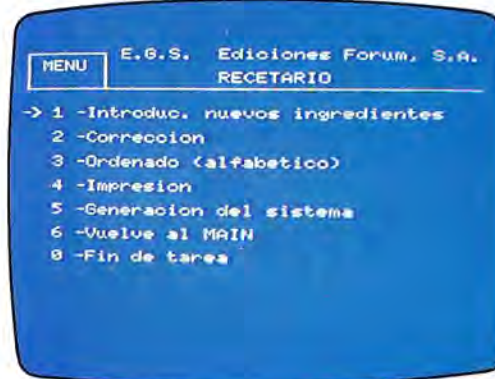 E.G.S. Ediciones Forum, S.A.
MENU
RECETARIO
-> 1 -Introduc. nuevos ingredientes
2 -Correccion
3 -Ordenado (alfabetico)
4 -Impresion
5 -Generacion del sistema
6 -Vuelve al MAIN
0 -Fin de tarea